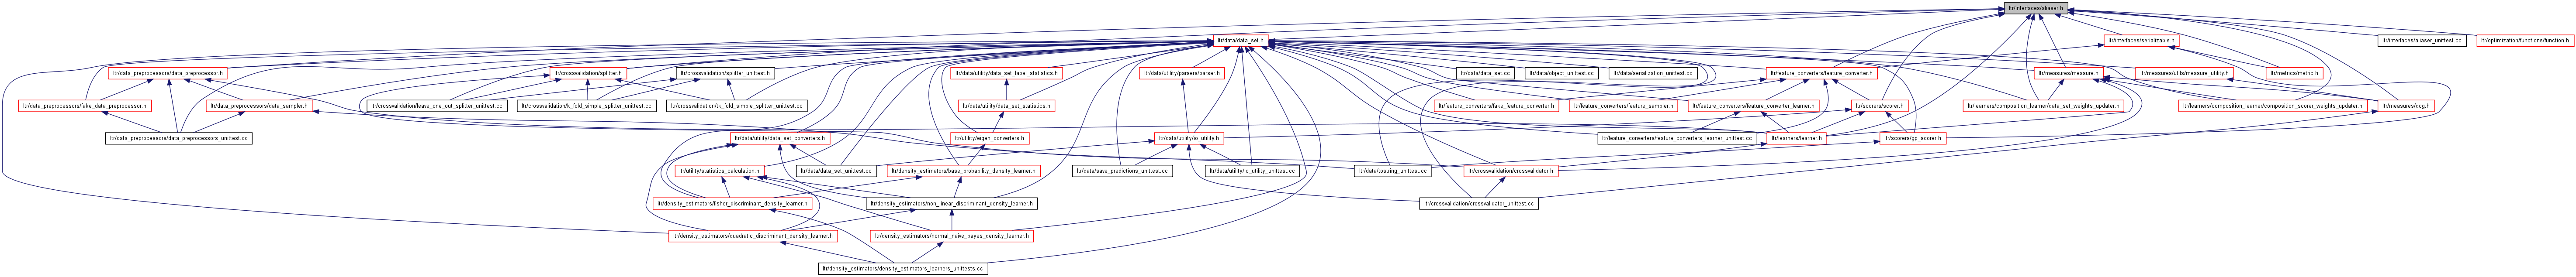 ltr/interfaces/aliaser.h
ltr/data/data_set.h
ltr/interfaces/serializable.h
ltr/interfaces/aliaser_unittest.cc
ltr/optimization/functions/function.h
ltr/data_preprocessors/data_preprocessor.h
ltr/crossvalidation/splitter.h
ltr/crossvalidation/splitter_unittest.h
ltr/data/utility/data_set_label_statistics.h
ltr/data/utility/parsers/parser.h
ltr/data/data_set.cc
ltr/data/object_unittest.cc
ltr/data/serialization_unittest.cc
ltr/feature_converters/feature_converter.h
ltr/measures/measure.h
ltr/measures/utils/measure_utility.h
ltr/metrics/metric.h
ltr/data_preprocessors/fake_data_preprocessor.h
ltr/data_preprocessors/data_sampler.h
ltr/crossvalidation/leave_one_out_splitter_unittest.cc
ltr/crossvalidation/k_fold_simple_splitter_unittest.cc
ltr/crossvalidation/tk_fold_simple_splitter_unittest.cc
ltr/data/utility/data_set_statistics.h
ltr/feature_converters/fake_feature_converter.h
ltr/feature_converters/feature_sampler.h
ltr/feature_converters/feature_converter_learner.h
ltr/scorers/scorer.h
ltr/learners/composition_learner/data_set_weights_updater.h
ltr/learners/composition_learner/composition_scorer_weights_updater.h
ltr/measures/dcg.h
ltr/data_preprocessors/data_preprocessors_unittest.cc
ltr/data/utility/data_set_converters.h
ltr/utility/eigen_converters.h
ltr/data/utility/io_utility.h
ltr/feature_converters/feature_converters_learner_unittest.cc
ltr/learners/learner.h
ltr/scorers/gp_scorer.h
ltr/utility/statistics_calculation.h
ltr/data/data_set_unittest.cc
ltr/density_estimators/base_probability_density_learner.h
ltr/data/save_predictions_unittest.cc
ltr/data/utility/io_utility_unittest.cc
ltr/data/tostring_unittest.cc
ltr/crossvalidation/crossvalidator.h
ltr/density_estimators/fisher_discriminant_density_learner.h
ltr/density_estimators/non_linear_discriminant_density_learner.h
ltr/crossvalidation/crossvalidator_unittest.cc
ltr/density_estimators/quadratic_discriminant_density_learner.h
ltr/density_estimators/normal_naive_bayes_density_learner.h
ltr/density_estimators/density_estimators_learners_unittests.cc